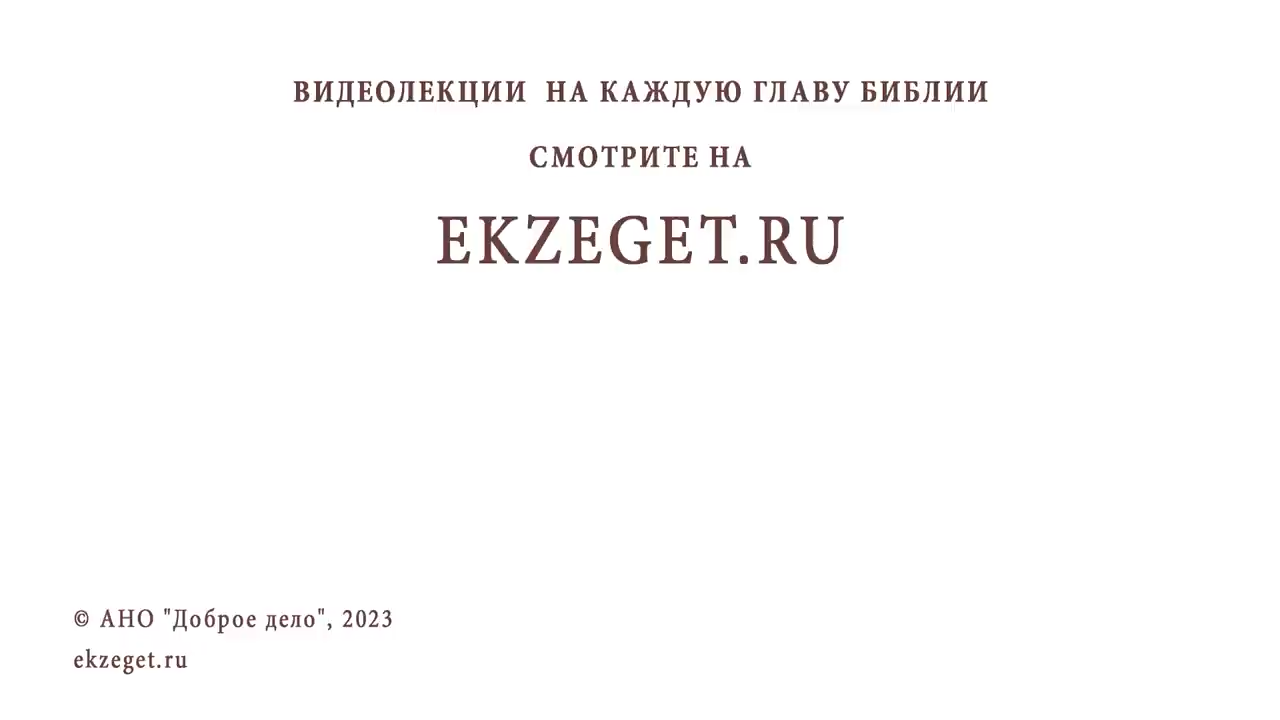 ВИДЕОЛЕКЦИИ НА КАЖДУЮ ГЛАВУ БИБЛИИ
СМОТРИТЕ НА
EKZEGET.RU
© АНО "Доброе дело", 2023
ekzeget.ru